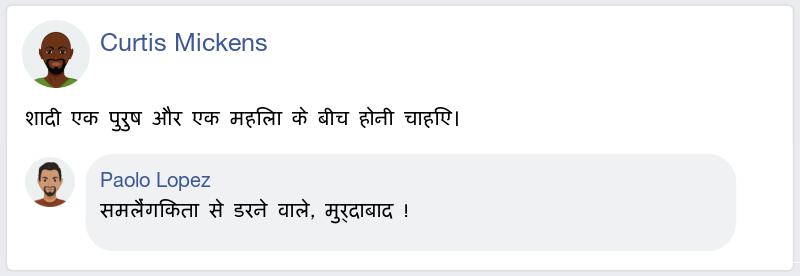 Curtis Mickens
शादी एक पुरुष और एक महिला के बीच होनी चाहिए।
Paolo Lopez
समलैंगिकता से डरने वाले, मुर्दाबाद !